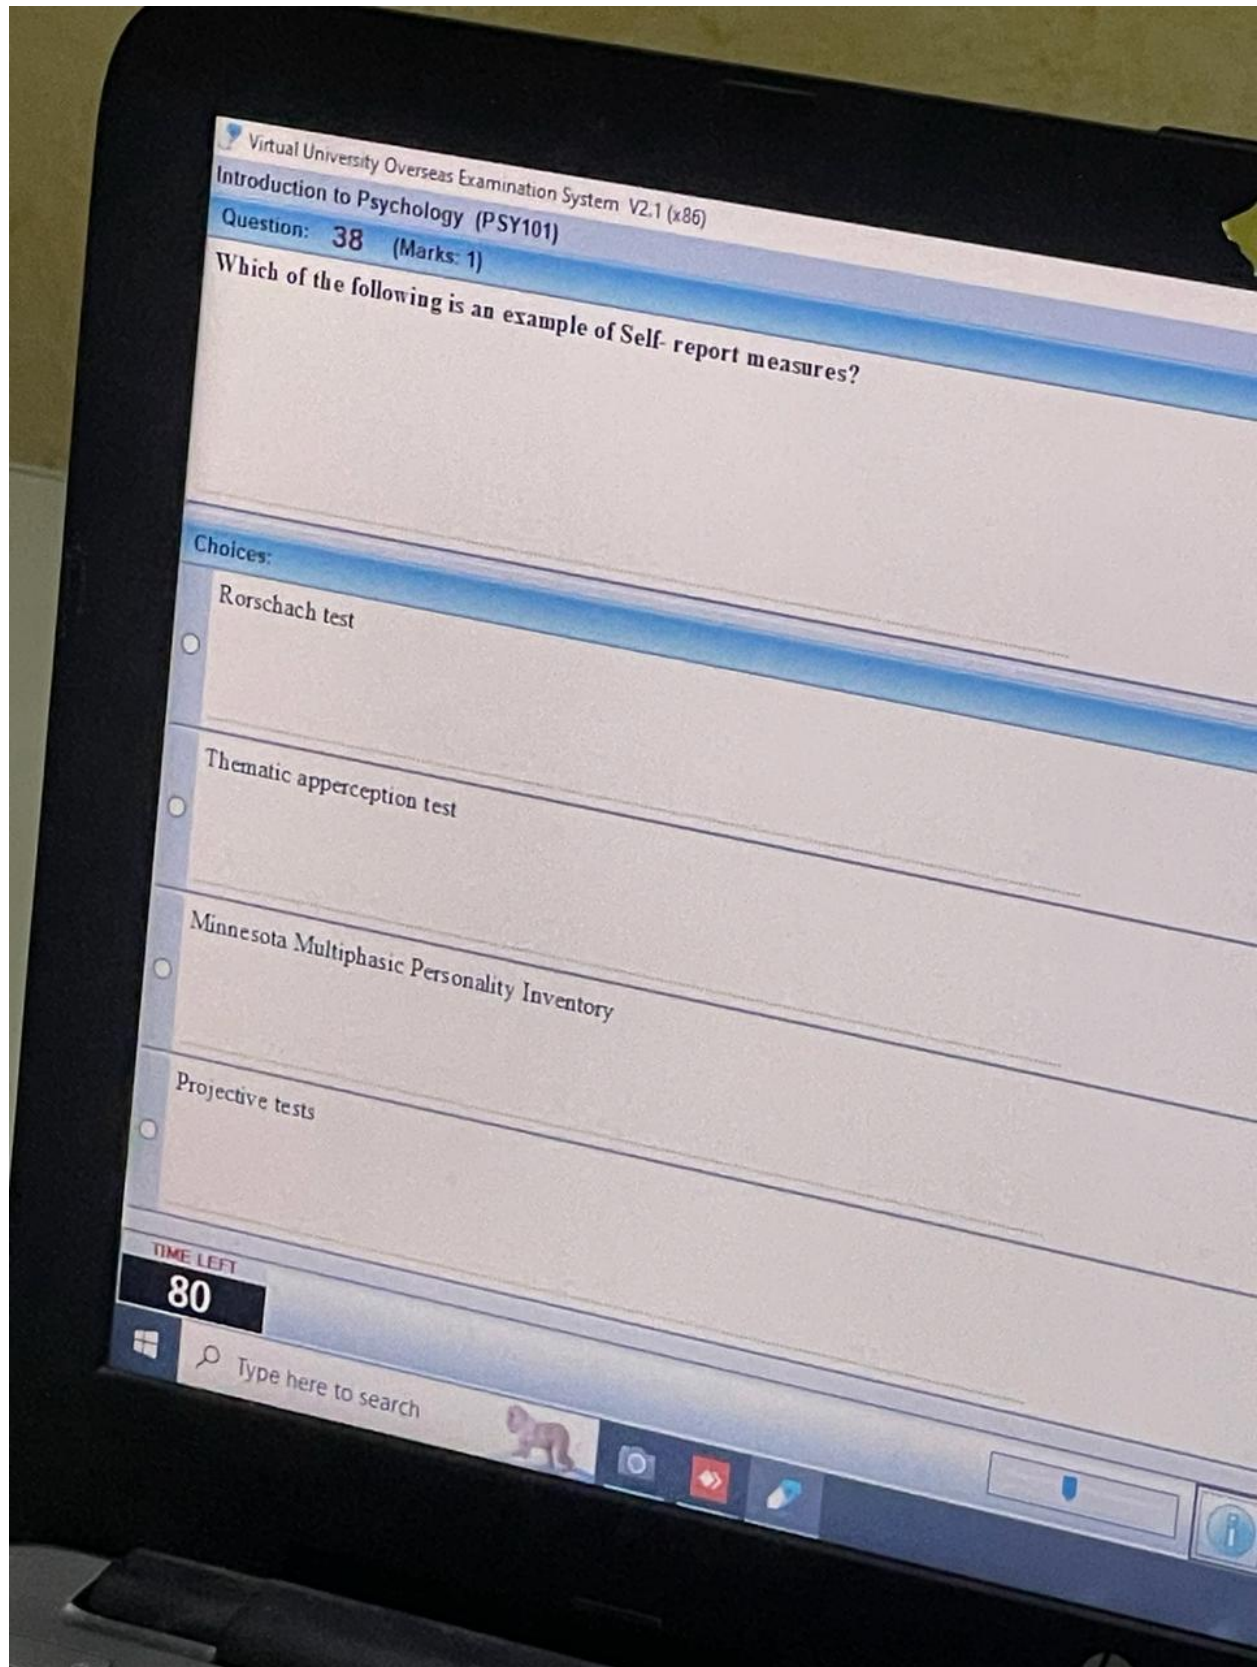 Virtual University Overseas Examination System V2.1 (x86)
Introduction to Psychology (PSY101)
Question: 38 (Marks: 1)
Which of the following is an example of Self- report measures?
Choices:
Rorschach test
Thematic apperception test
Minnesota Multiphasic Personality Inventory
Projective tests
TIME LEFT
80
Type here to search